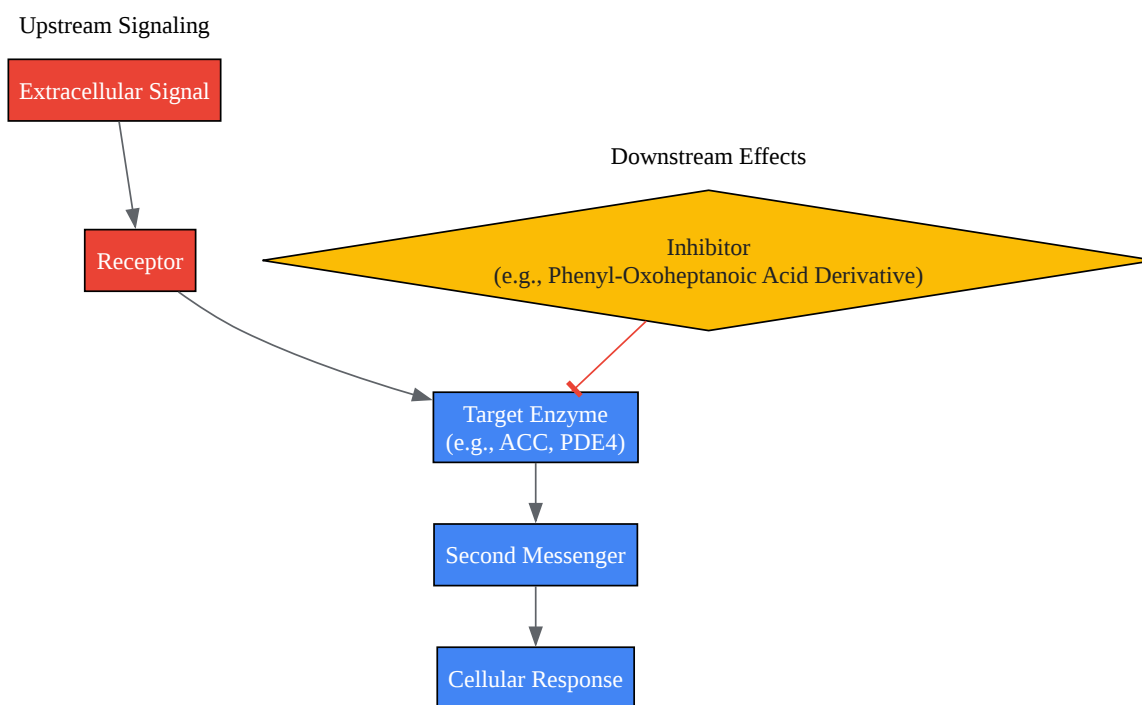 Upstream Signaling
Extracellular Signal
Downstream Effects
Receptor
Inhibitor
(e.g., Phenyl-Oxoheptanoic Acid Derivative)
Target Enzyme
(e.g., ACC, PDE4)
Second Messenger
Cellular Response